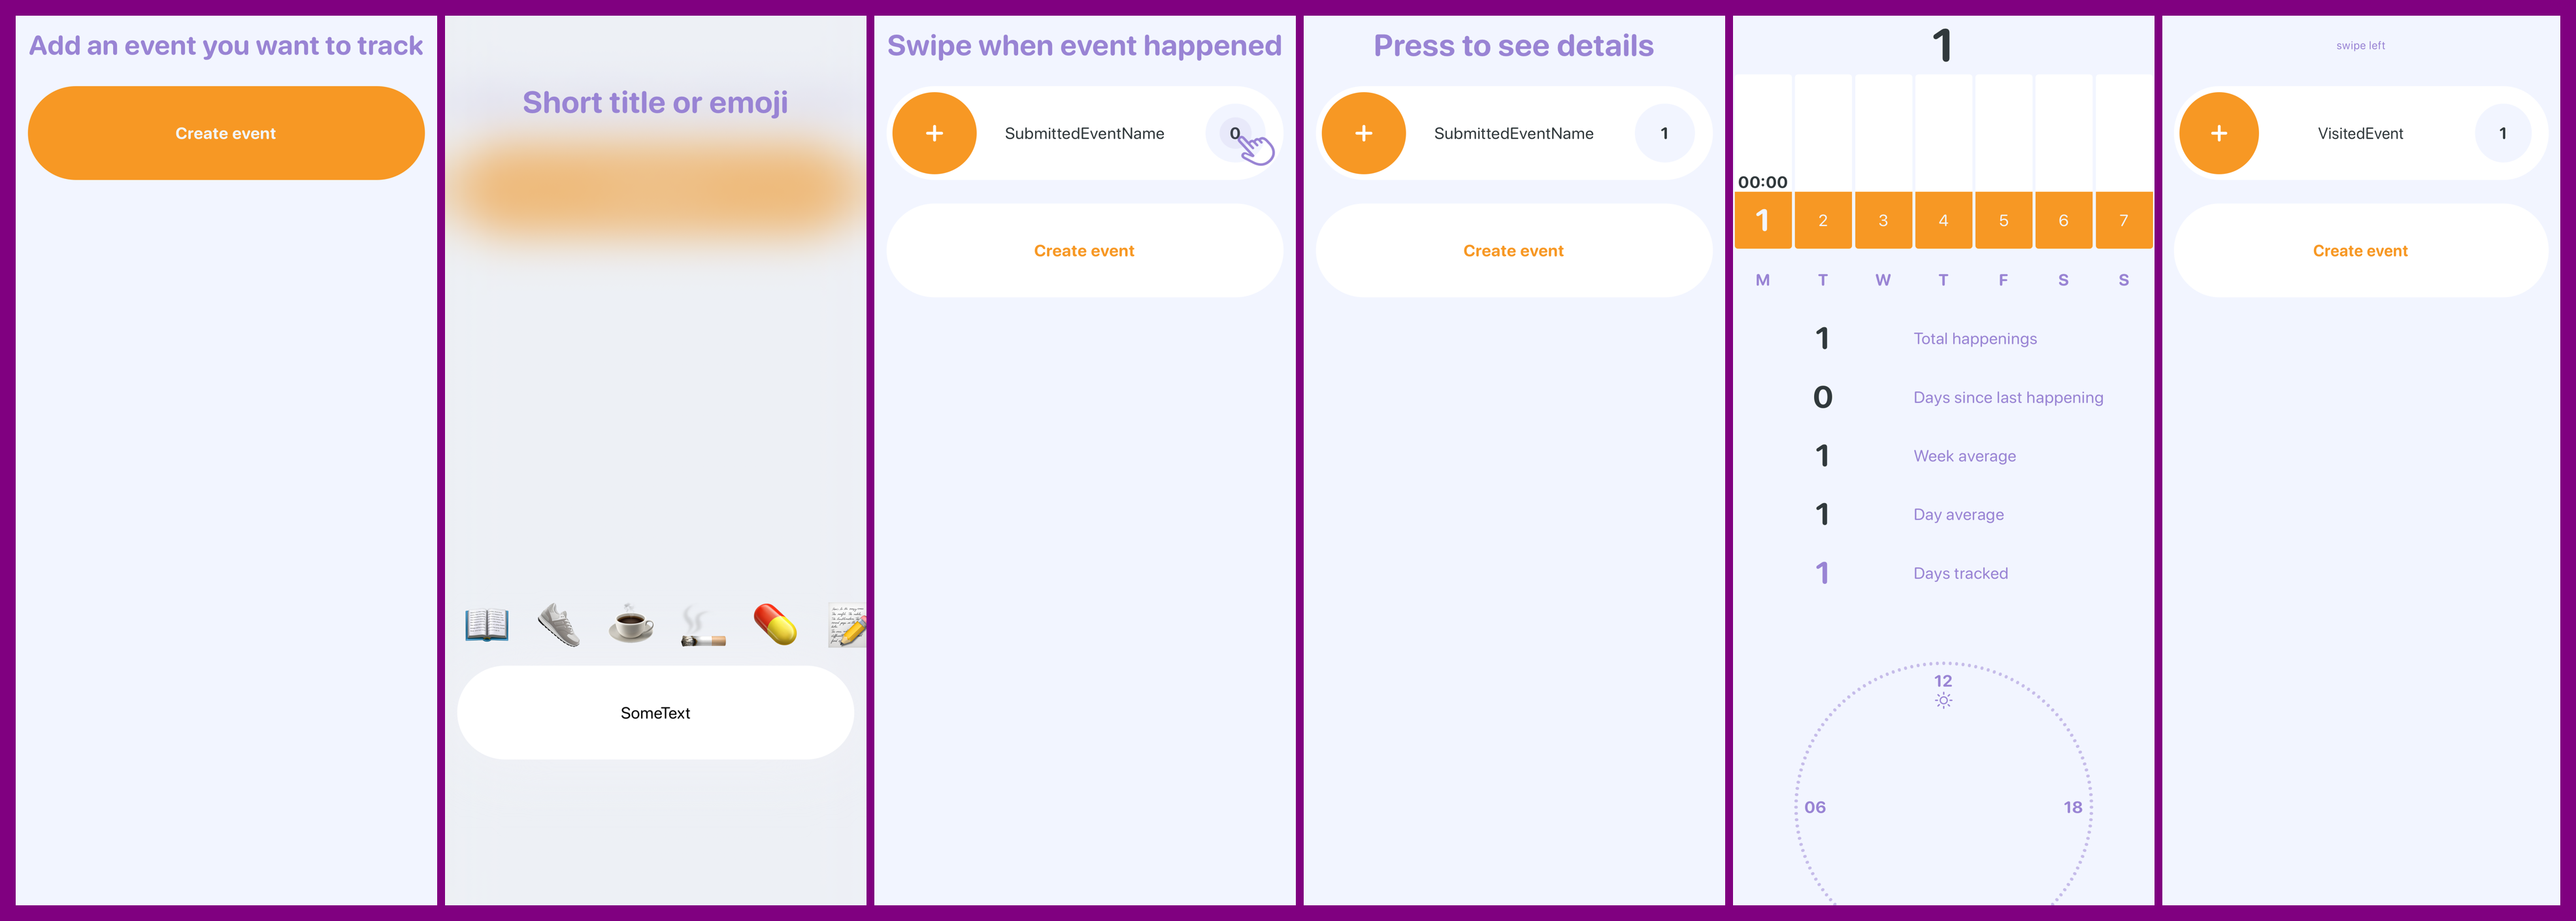 Add an event you want to track
Create event
Short title or emoji
SomeText
Swipe when event happened
+ SubmittedEventName 0
Create event
Press to see details
+ SubmittedEventName 1
Create event
1
00:00
1 2 3 4 5 6 7
M T W T F S S
1 Total happenings
0 Days since last happening
1 Week average
1 Day average
1 Days tracked
12
06 18
swipe left
+ VisitedEvent 1
Create event